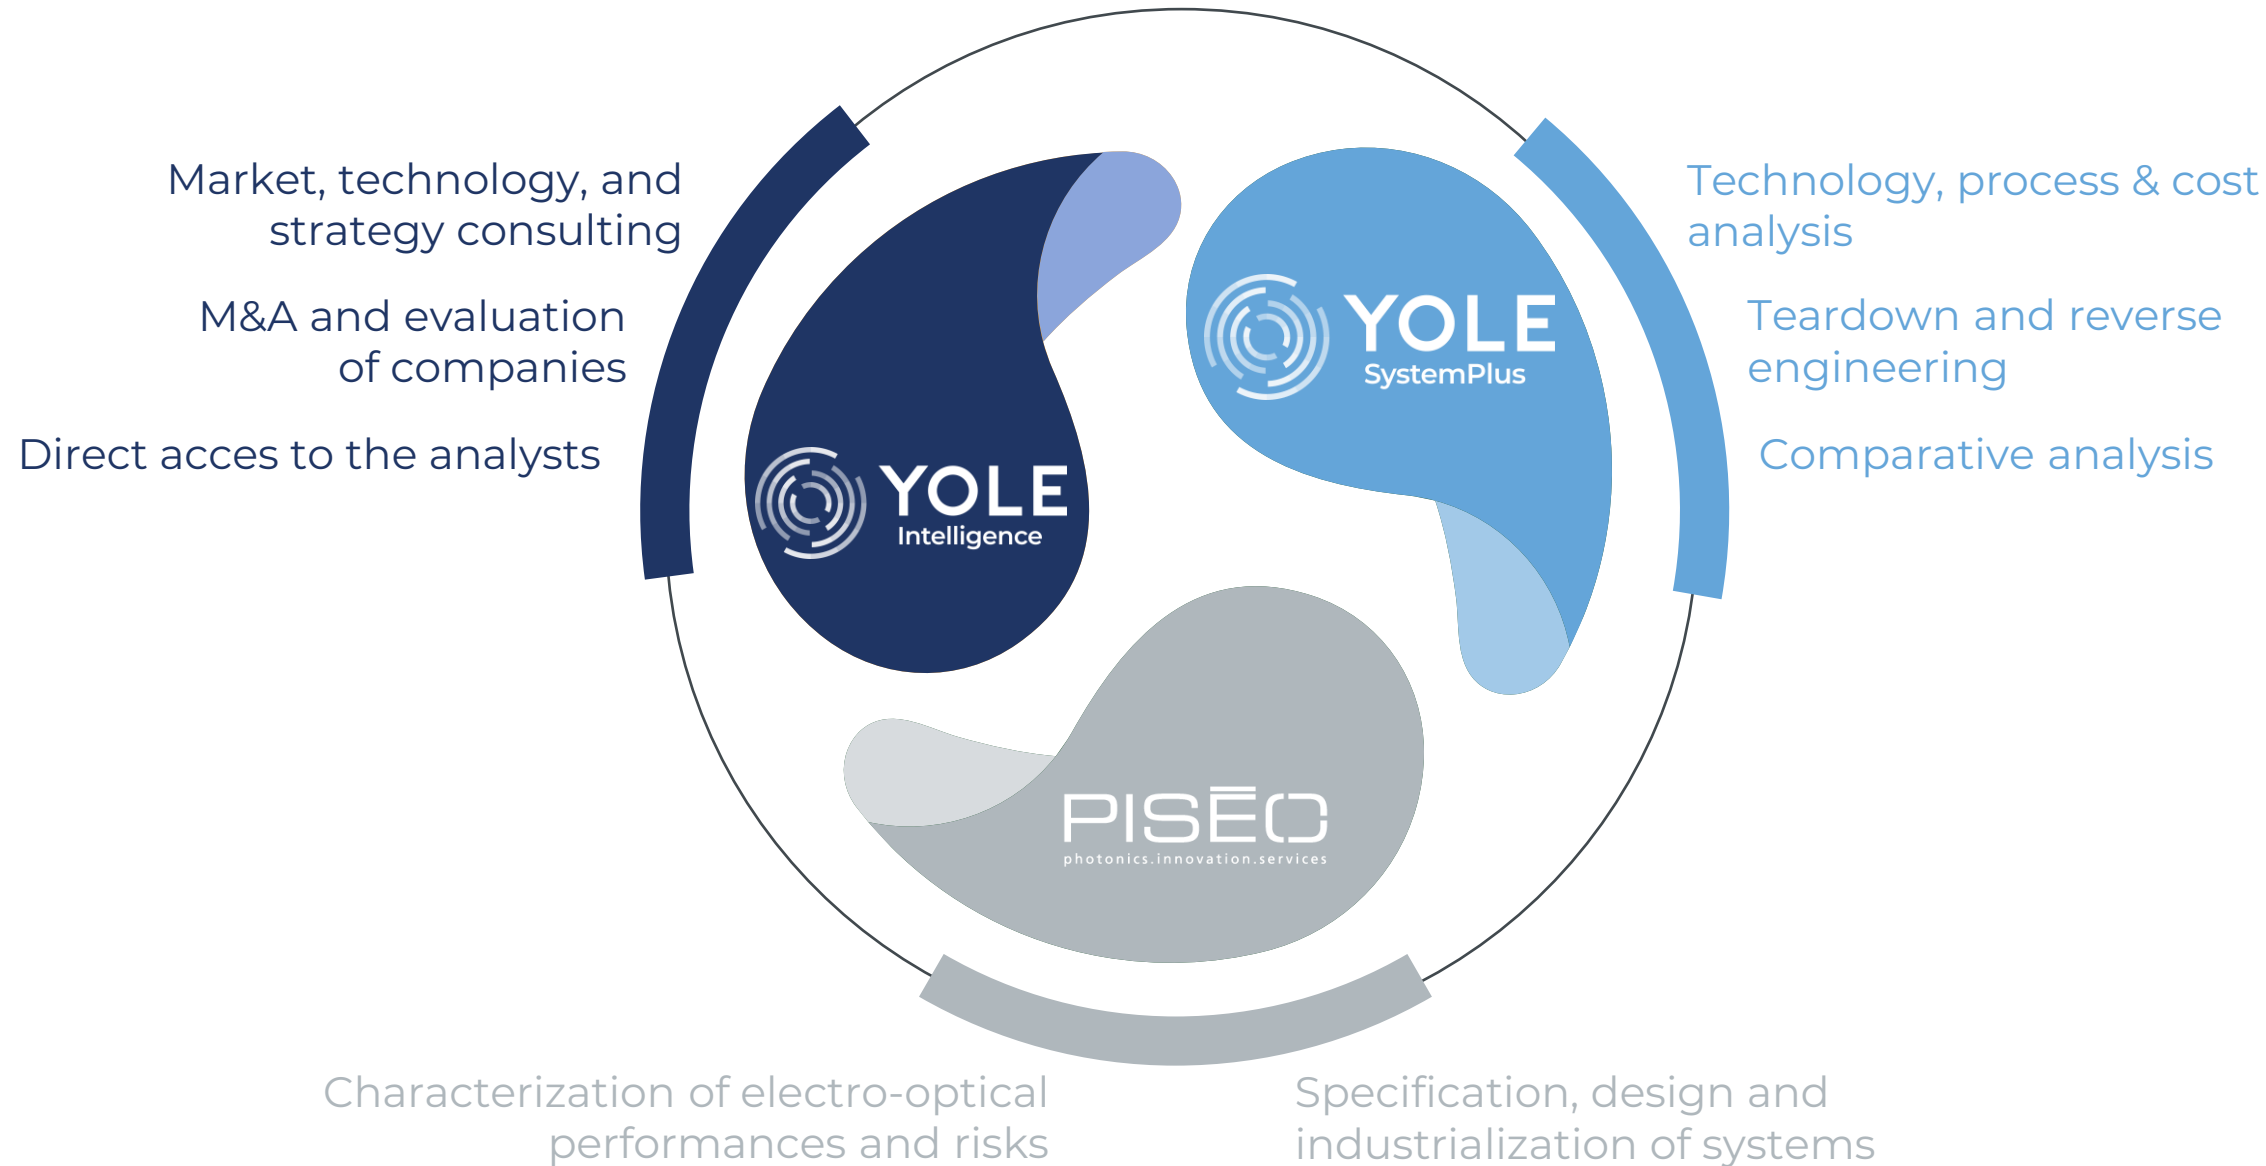 Market, technology, and
strategy consulting
M&A and evaluation
of companies
Direct acces to the analysts
YOLE
Intelligence
YOLE
SystemPlus
Technology, process & cost
analysis
Teardown and reverse
engineering
Comparative analysis
PISĒO
photonics.innovation.services
Characterization of electro-optical
performances and risks
Specification, design and
industrialization of systems